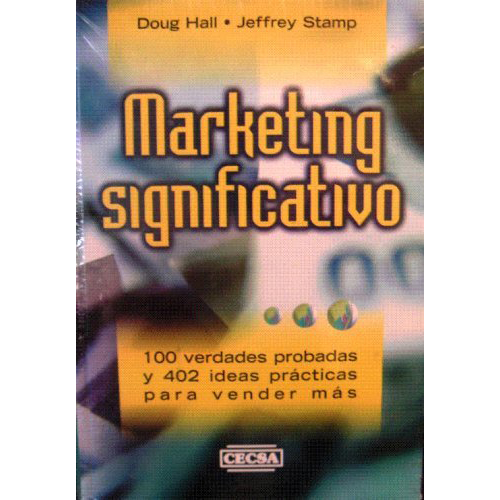 Doug Hall • Jeffrey Stamp
Marketing
significativo
100 verdades probadas
y 402 ideas prácticas
para vender más
CECSA